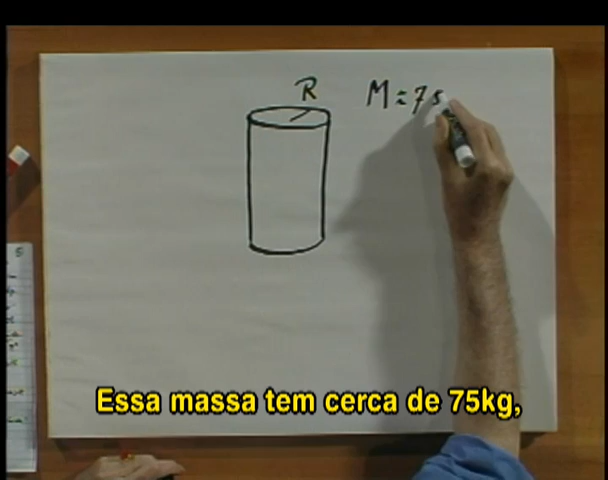 R
M ≈ 75
Essa massa tem cerca de 75kg,